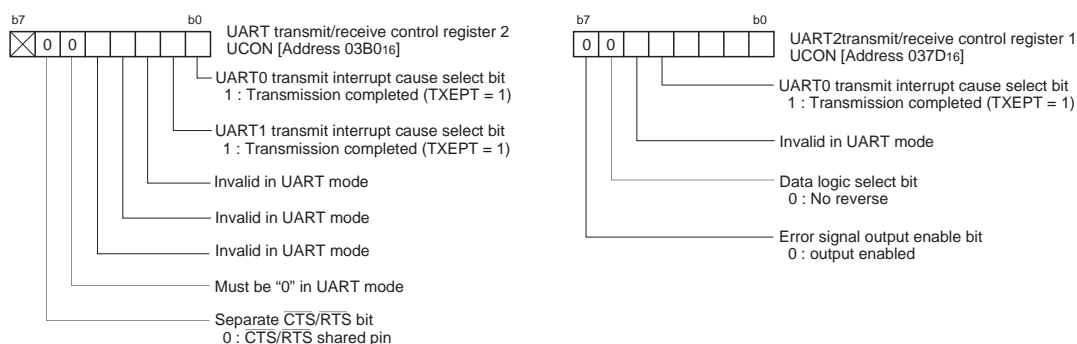 b7 b0
0 0
UART transmit/receive control register 2
UCON [Address 03B016]
UART0 transmit interrupt cause select bit
1 : Transmission completed (TXEPT = 1)
UART1 transmit interrupt cause select bit
1 : Transmission completed (TXEPT = 1)
Invalid in UART mode
Invalid in UART mode
Invalid in UART mode
Must be “0” in UART mode
Separate CTS/RTS bit
0 : CTS/RTS shared pin
b7 b0
0 0
UART2transmit/receive control register 1
UCON [Address 037D16]
UART0 transmit interrupt cause select bit
1 : Transmission completed (TXEPT = 1)
Invalid in UART mode
Data logic select bit
0 : No reverse
Error signal output enable bit
0 : output enabled